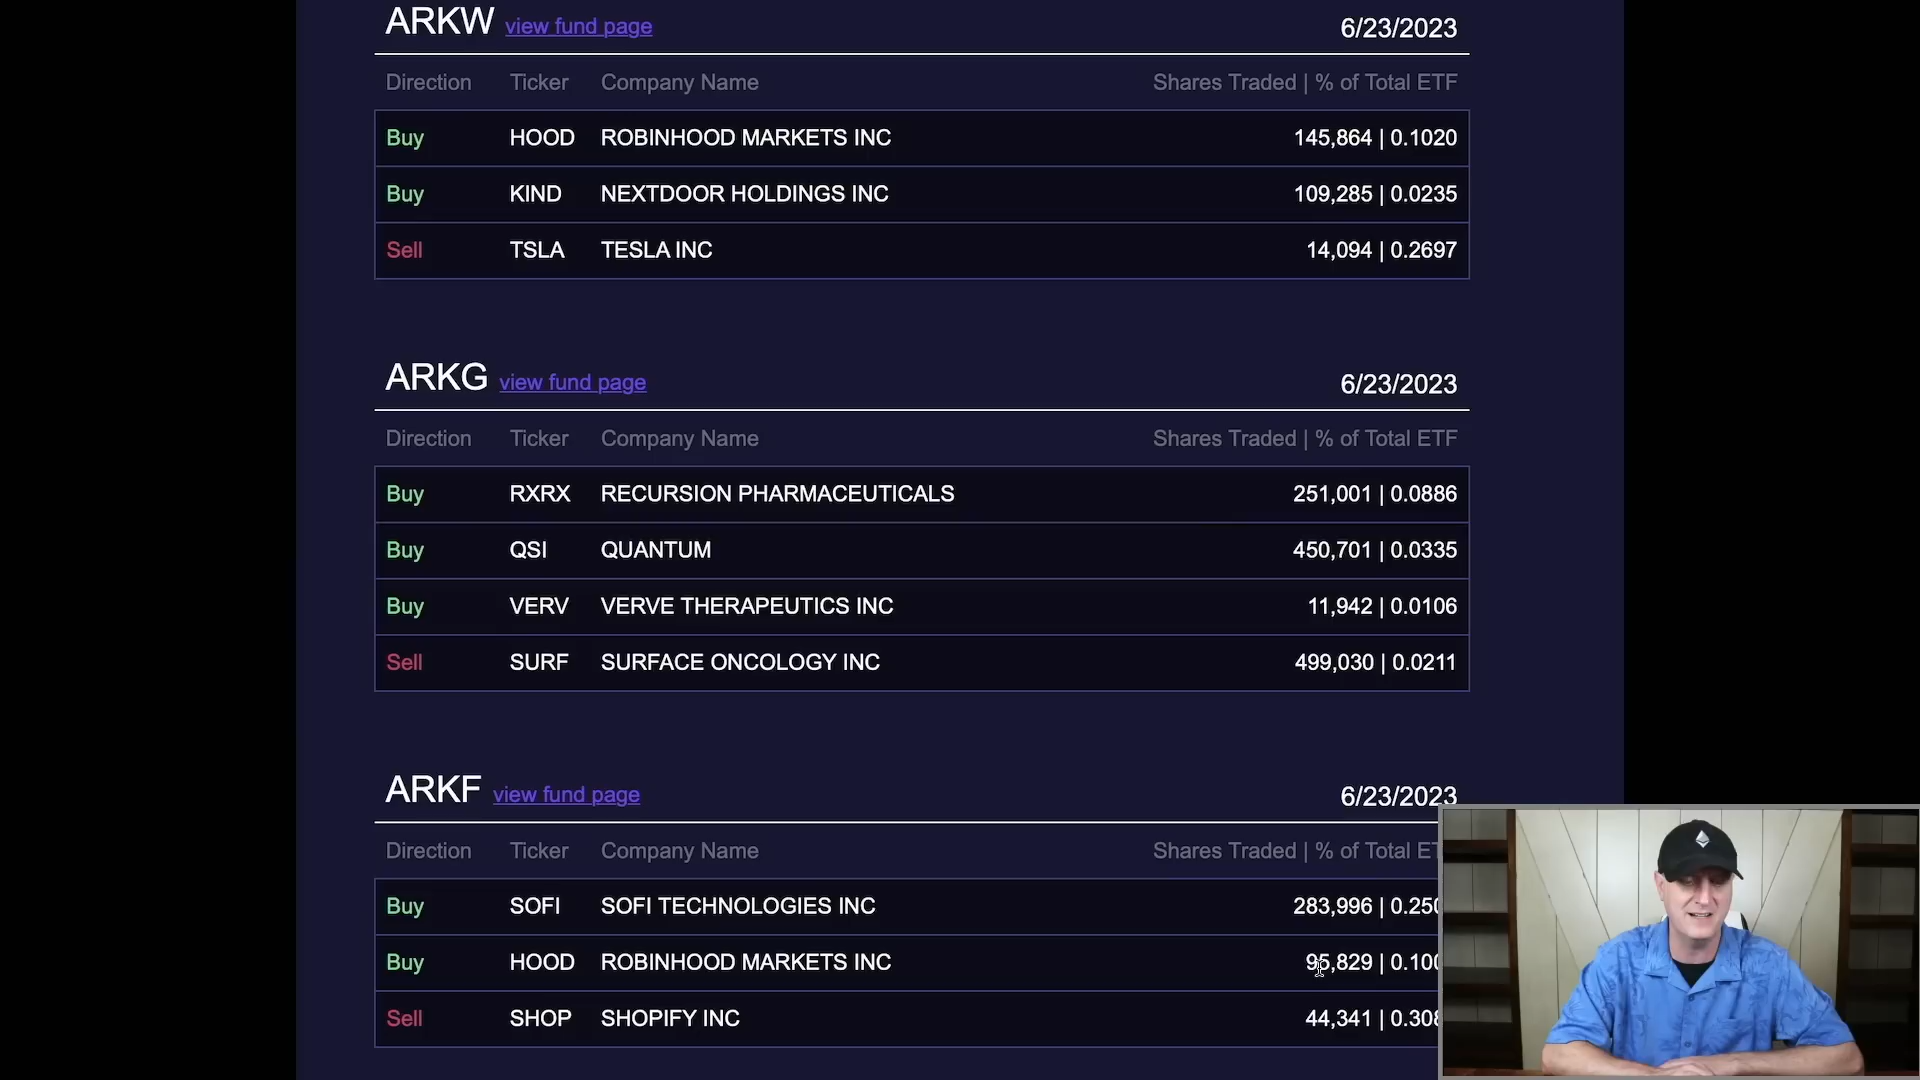 ARKW view fund page 6/23/2023
Direction Ticker Company Name Shares Traded | % of Total ETF
Buy HOOD ROBINHOOD MARKETS INC 145,864 | 0.1020
Buy KIND NEXTDOOR HOLDINGS INC 109,285 | 0.0235
Sell TSLA TESLA INC 14,094 | 0.2697
ARKG view fund page 6/23/2023
Direction Ticker Company Name Shares Traded | % of Total ETF
Buy RXRX RECURSION PHARMACEUTICALS 251,001 | 0.0886
Buy QSI QUANTUM 450,701 | 0.0335
Buy VERV VERVE THERAPEUTICS INC 11,942 | 0.0106
Sell SURF SURFACE ONCOLOGY INC 499,030 | 0.0211
ARKF view fund page 6/23/2023
Direction Ticker Company Name Shares Traded | % of Total
Buy SOFI SOFI TECHNOLOGIES INC 283,996 |
Buy HOOD ROBINHOOD MARKETS INC 95,829 |
Sell SHOP SHOPIFY INC 44,341 |